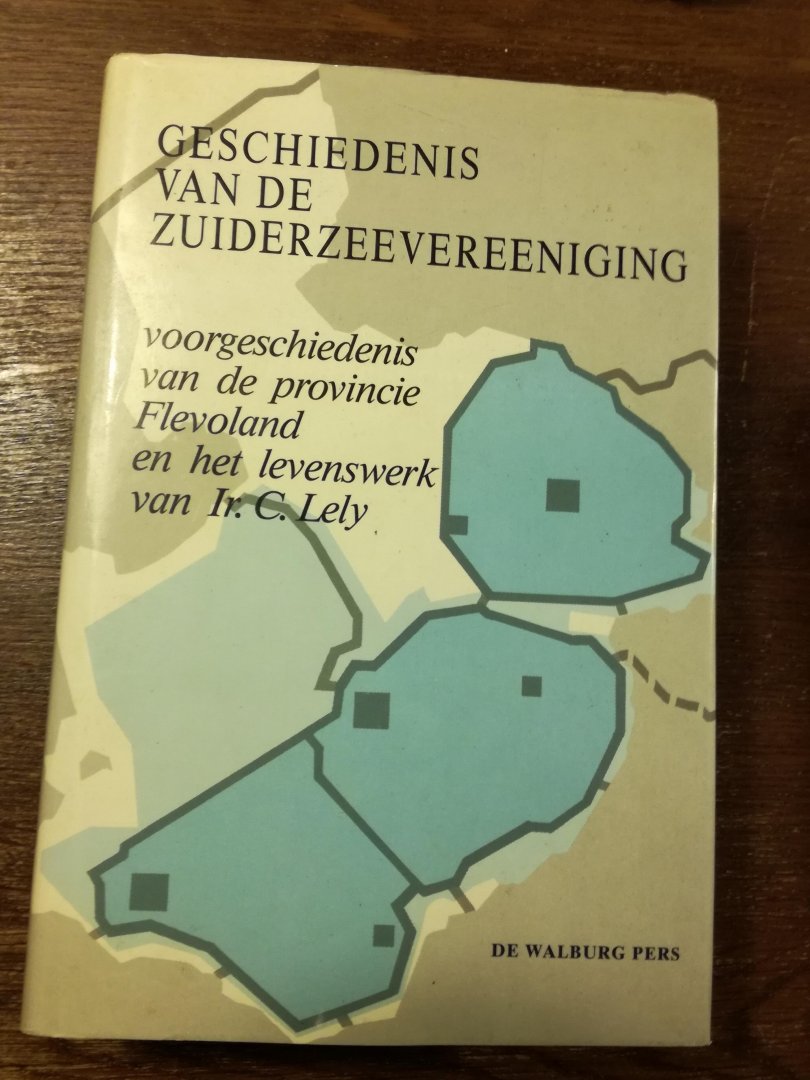 GESCHIEDENIS
VAN DE
ZUIDERZEEVEREENIGING
voorgeschiedenis
van de provincie
Flevoland
en het levenswerk
van Ir. C. Lely
DE WALBURG PERS